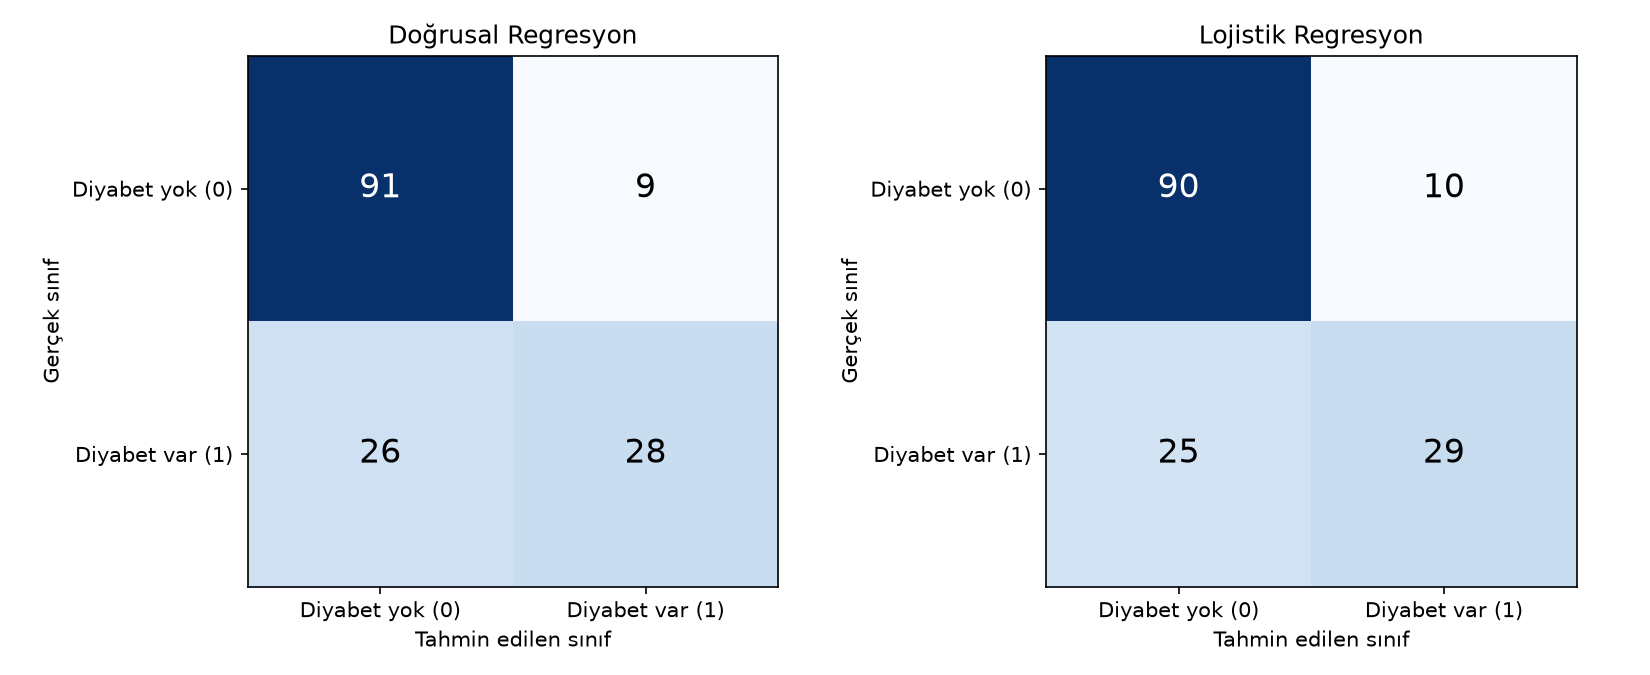 Doğrusal Regresyon
91
9
26
28
Diyabet yok (0)
Diyabet var (1)
Gerçek sınıf
Diyabet yok (0)
Diyabet var (1)
Tahmin edilen sınıf
Lojistik Regresyon
90
10
25
29
Diyabet yok (0)
Diyabet var (1)
Gerçek sınıf
Diyabet yok (0)
Diyabet var (1)
Tahmin edilen sınıf